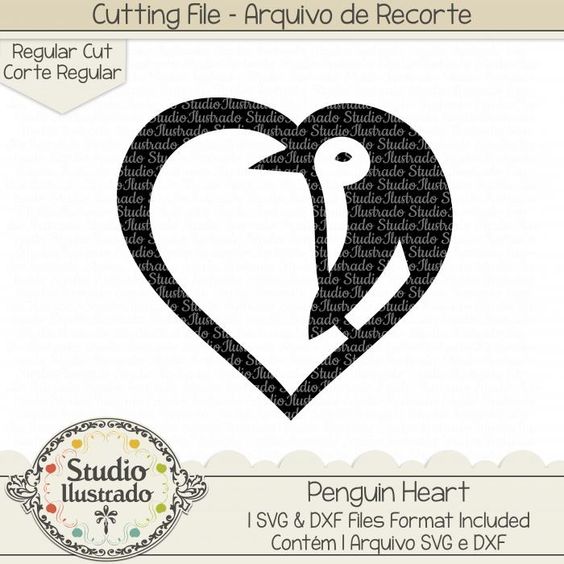 Cutting File - Arquivo de Recorte
Regular Cut
Corte Regular
StudioIlustrado
Studio
Ilustrado
Penguin Heart
1 SVG & DXF Files Format Included
Contém 1 Arquivo SVG e DXF